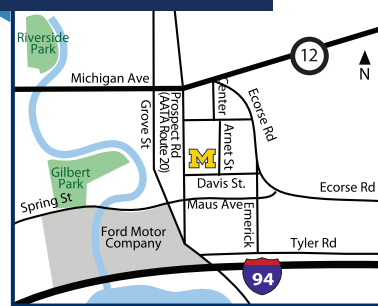 Riverside
Park
12
N
Michigan Ave
Grove St
Prospect Rd
(AATA Route 20)
Center
Ecorse Rd
Arnet St
M
Gilbert
Park
Davis St.
Ecorse Rd
Spring St
Maus Ave
Emerick
Ford Motor
Company
Tyler Rd
94